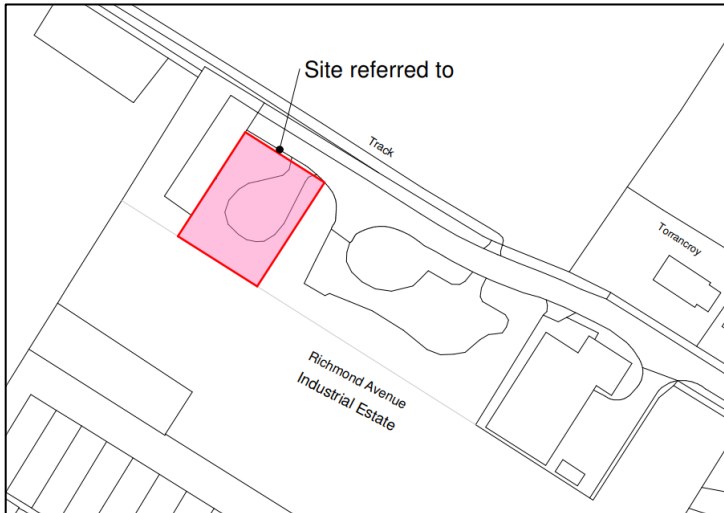 Site referred to
Track
Torrancroy
Richmond Avenue
Industrial Estate